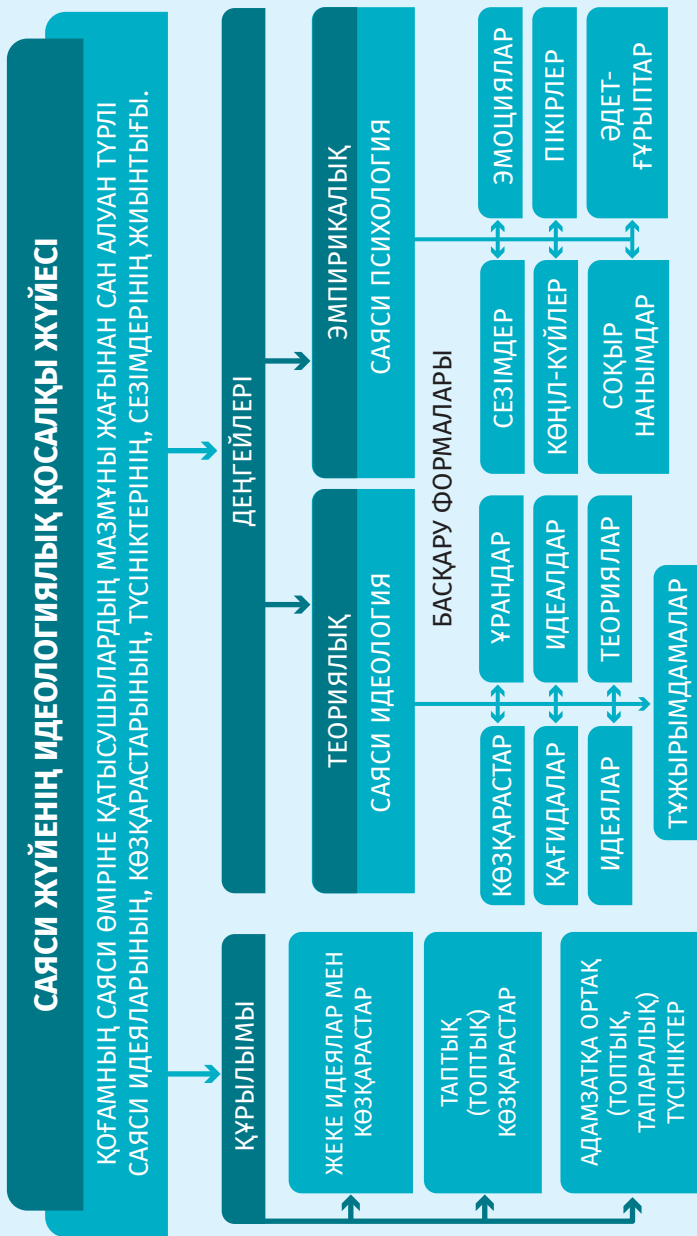 САЯСИ ЖҮЙЕНІҢ ИДЕОЛОГИЯЛЫҚ ҚОСАЛҚЫ ЖҮЙЕСІ
ҚОҒАМНЫҢ САЯСИ ӨМІРІНЕ ҚАТЫСУШЫЛАРДЫҢ МАЗМҰНЫ ЖАҒЫНАН САН АЛУАН ТҮРЛІ
САЯСИ ИДЕЯЛАРЫНЫҢ, КӨЗҚАРАСТАРЫНЫҢ, ТҮСІНІКТЕРІНІҢ, СЕЗІМДЕРІНІҢ ЖИЫНТЫҒЫ.
ҚҰРЫЛЫМЫ
ЖЕКЕ ИДЕЯЛАР МЕН
КӨЗҚАРАСТАР
ТАПТЫҚ
(ТОПТЫҚ)
КӨЗҚАРАСТАР
АДАМЗАТҚА ОРТАҚ
(ТОПТЫҚ,
ТАПАРАЛЫҚ)
ТҮСІНІКТЕР
ДЕҢГЕЙЛЕРІ
ТЕОРИЯЛЫҚ
САЯСИ ИДЕОЛОГИЯ
ЭМПИРИКАЛЫҚ
САЯСИ ПСИХОЛОГИЯ
БАСҚАРУ ФОРМАЛАРЫ
КӨЗҚАРАСТАР
ҰРАНДАР
ҚАҒИДАЛАР
ИДЕАЛДАР
ИДЕЯЛАР
ТЕОРИЯЛАР
ТҰЖЫРЫМДАМАЛАР
СЕЗІМДЕР
ЭМОЦИЯЛАР
КӨҢІЛ-КҮЙЛЕР
ПІКІРЛЕР
СОҚЫР
НАНЫМДАР
ӘДЕТ-
ҒҰРЫПТАР